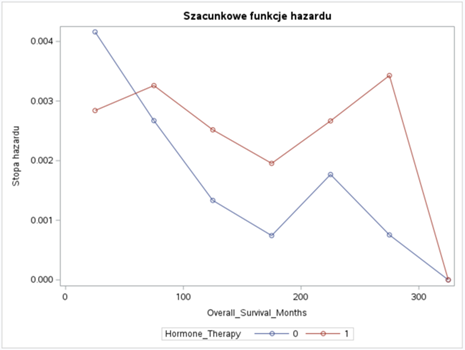 Szacunkowe funkcje hazardu
0.004
0.003
0.002
0.001
0.000
Stopa hazardu
0 100 200 300
Overall_Survival_Months
Hormone_Therapy 0 1